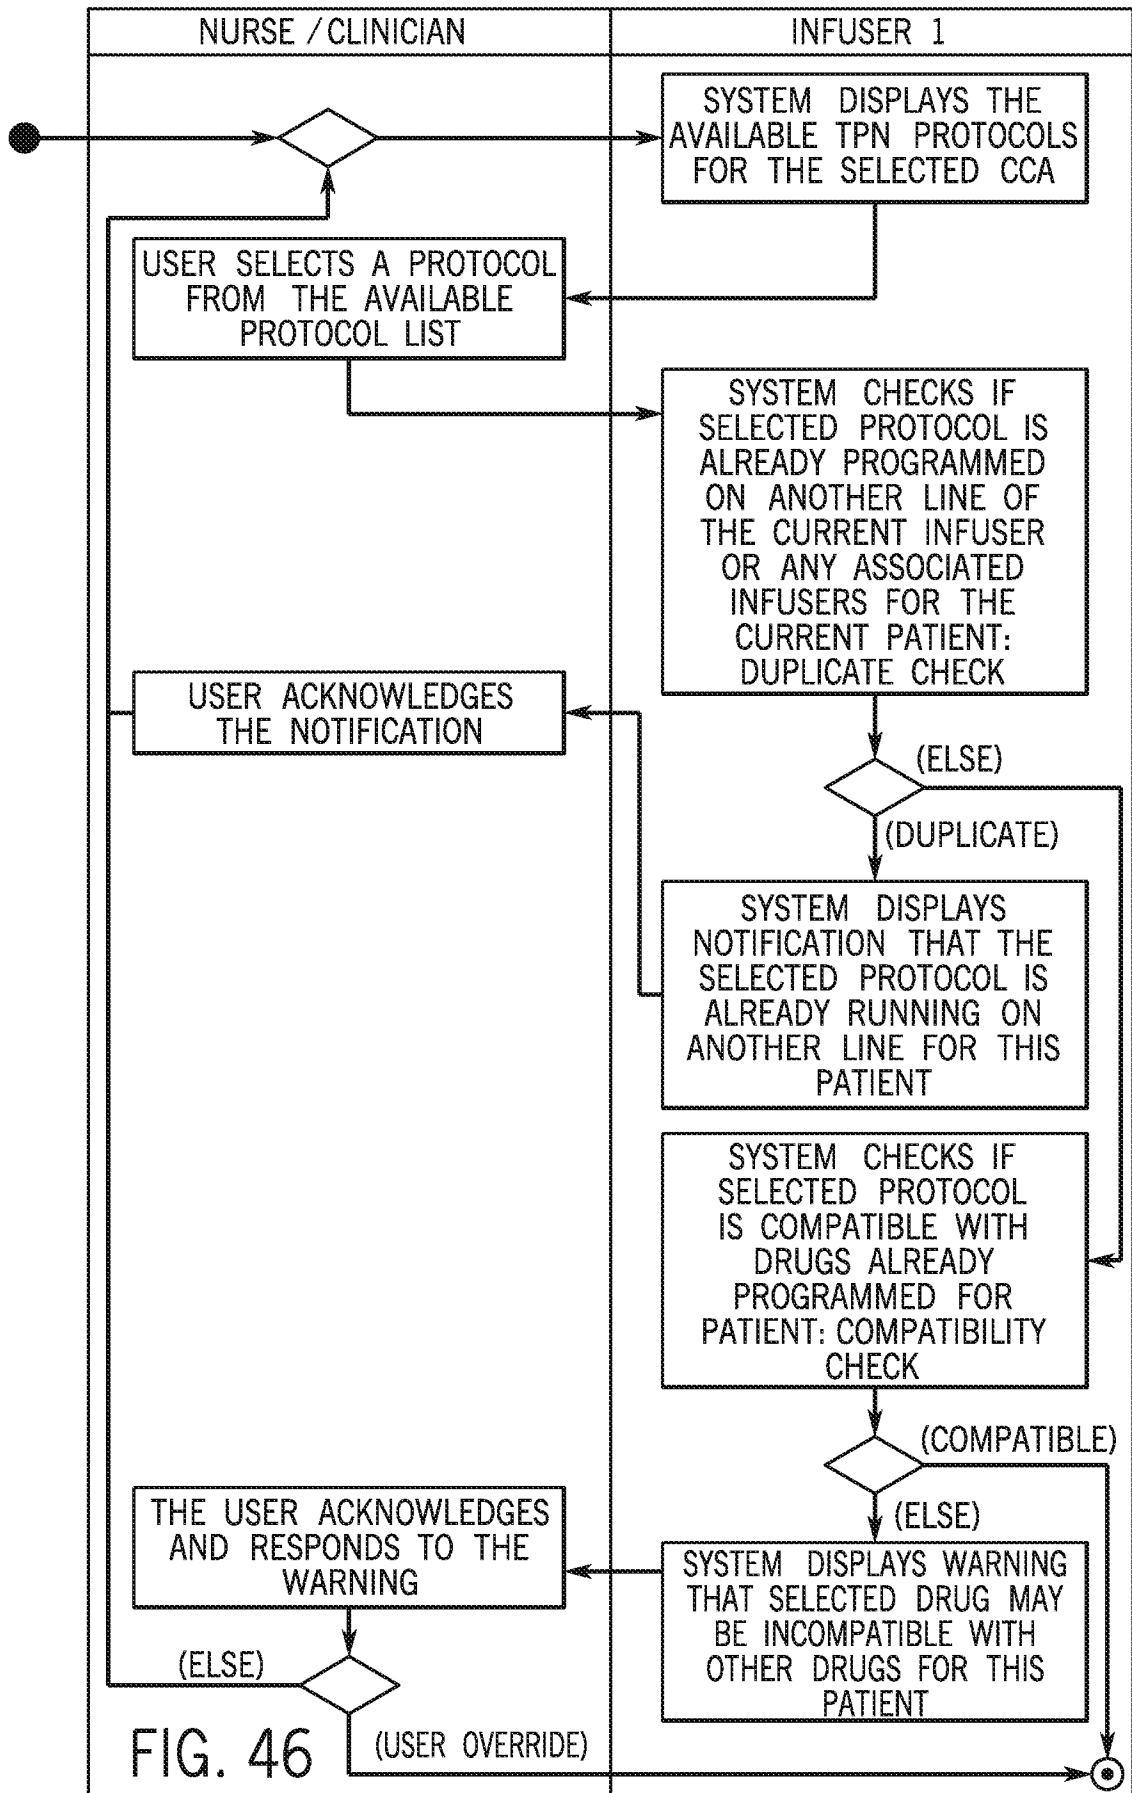 NURSE / CLINICIAN
INFUSER 1
SYSTEM DISPLAYS THE
AVAILABLE TPN PROTOCOLS
FOR THE SELECTED CCA
USER SELECTS A PROTOCOL
FROM THE AVAILABLE
PROTOCOL LIST
SYSTEM CHECKS IF
SELECTED PROTOCOL IS
ALREADY PROGRAMMED
ON ANOTHER LINE OF
THE CURRENT INFUSER
OR ANY ASSOCIATED
INFUSERS FOR THE
CURRENT PATIENT:
DUPLICATE CHECK
USER ACKNOWLEDGES
THE NOTIFICATION
(ELSE)
(DUPLICATE)
SYSTEM DISPLAYS
NOTIFICATION THAT THE
SELECTED PROTOCOL IS
ALREADY RUNNING ON
ANOTHER LINE FOR THIS
PATIENT
SYSTEM CHECKS IF
SELECTED PROTOCOL
IS COMPATIBLE WITH
DRUGS ALREADY
PROGRAMMED FOR
PATIENT: COMPATIBILITY
CHECK
(COMPATIBLE)
(ELSE)
THE USER ACKNOWLEDGES
AND RESPONDS TO THE
WARNING
SYSTEM DISPLAYS WARNING
THAT SELECTED DRUG MAY
BE INCOMPATIBLE WITH
OTHER DRUGS FOR THIS
PATIENT
(ELSE)
(USER OVERRIDE)
FIG. 46